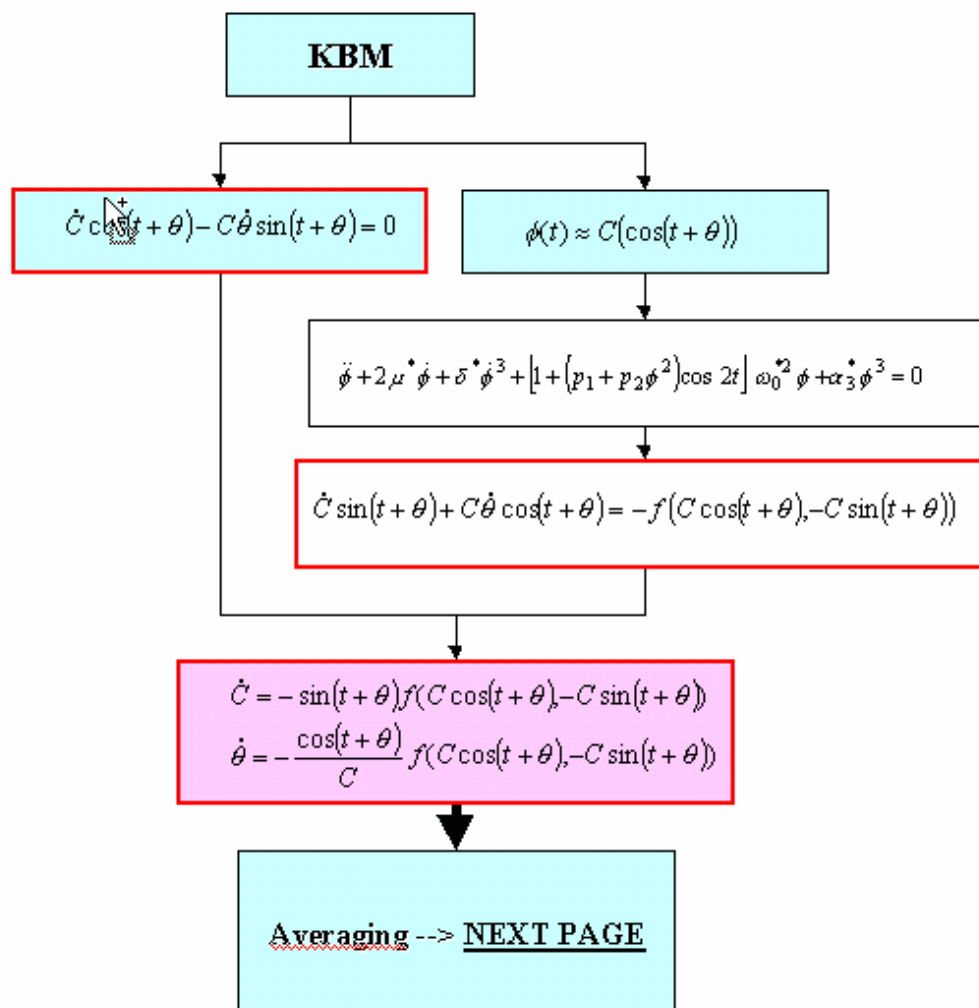 KBM
Ċ cos(t + θ) − Cθ̇ sin(t + θ) = 0
ϕ(t) ≈ C(cos(t + θ))
ϕ̈ + 2μ*ϕ̇ + δ*ϕ̇³ + [1 + (p₁ + p₂ϕ²)cos 2t] ω₀*² ϕ + α₃*ϕ³ = 0
Ċ sin(t + θ) + Cθ̇ cos(t + θ) = −f(C cos(t + θ),−C sin(t + θ))
Ċ = − sin(t + θ)f(C cos(t + θ),−C sin(t + θ))
θ̇ = − cos(t + θ)/C f(C cos(t + θ),−C sin(t + θ))
Averaging --> NEXT PAGE